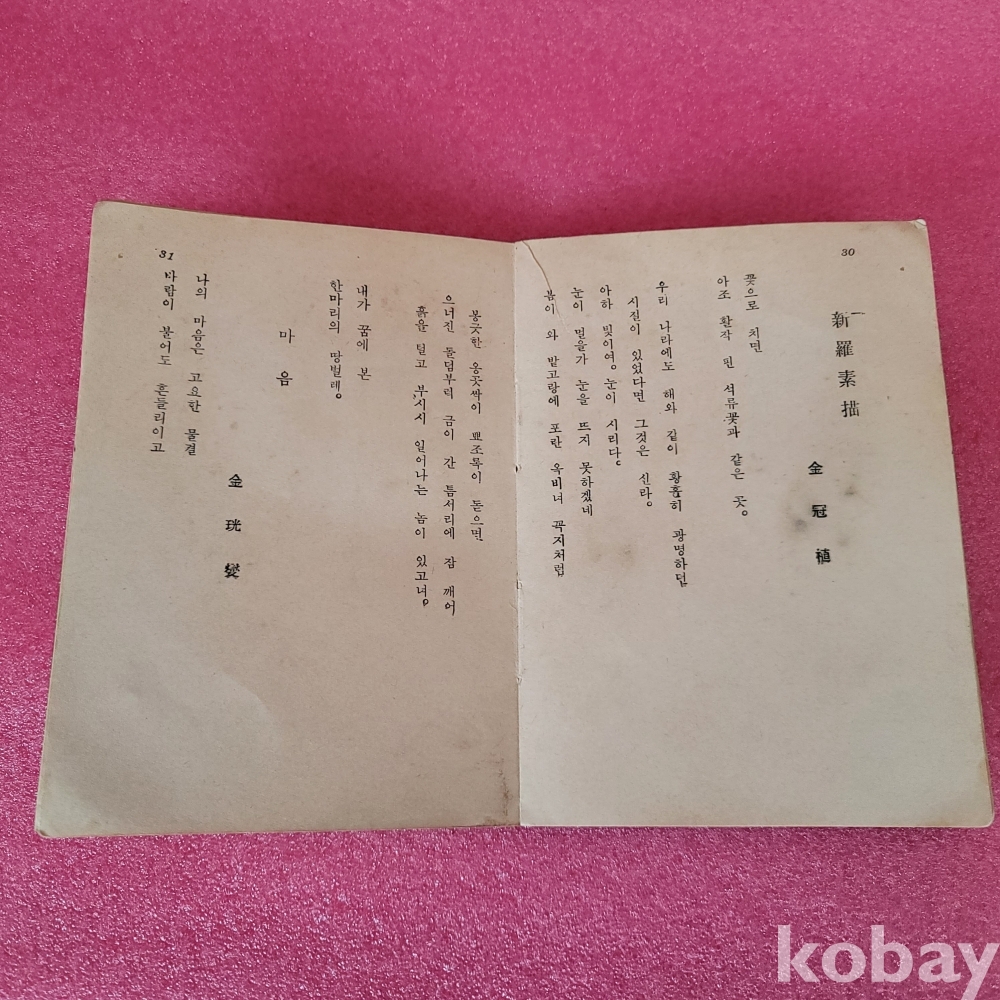 30
新羅素描
金冠植
꽃으로 치면
아조 활작 핀 석류꽃과 같은 곳。
우리 나라에도 해와 같이 황홀히 광명하던
시질이 있었다면 그것은 신라。
아하 빛이여。눈이 시리다。
눈이 멀을가 눈을 뜨지 못하겠네
봄이 와 밭고랑에 포란 옥비녀 꼭지처럼
봉긋한 옹곳싹이 뾰조록이 돋으면
으너진 돌덤부릭 금이 간 틈서리에 잠 깨어
흙을 털고 부시시 일어나는 놈이 있고녀。
내가 꿈에 본
한마리의 땅벌레。
마음
金珖燮
나의 마음은 고요한 물결
바람이 불어도 흔들리이고
31
kobay